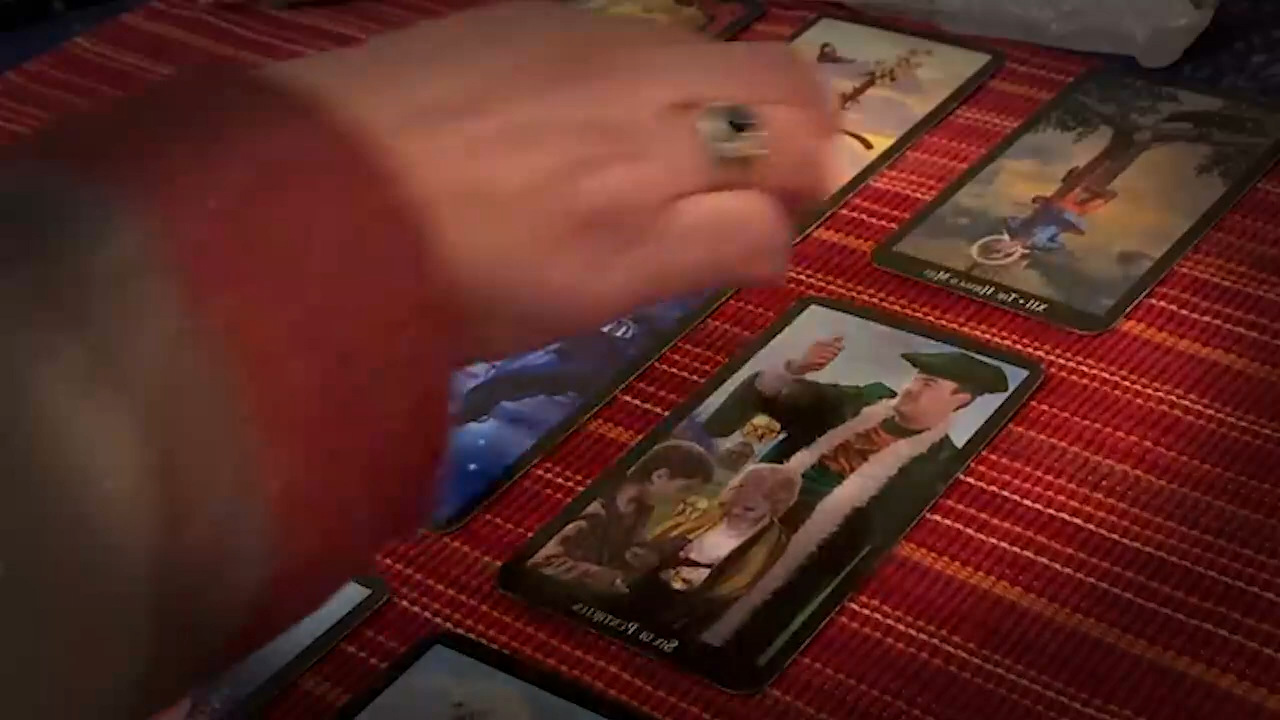 XII • The Hanged Man
Six of Pentacles